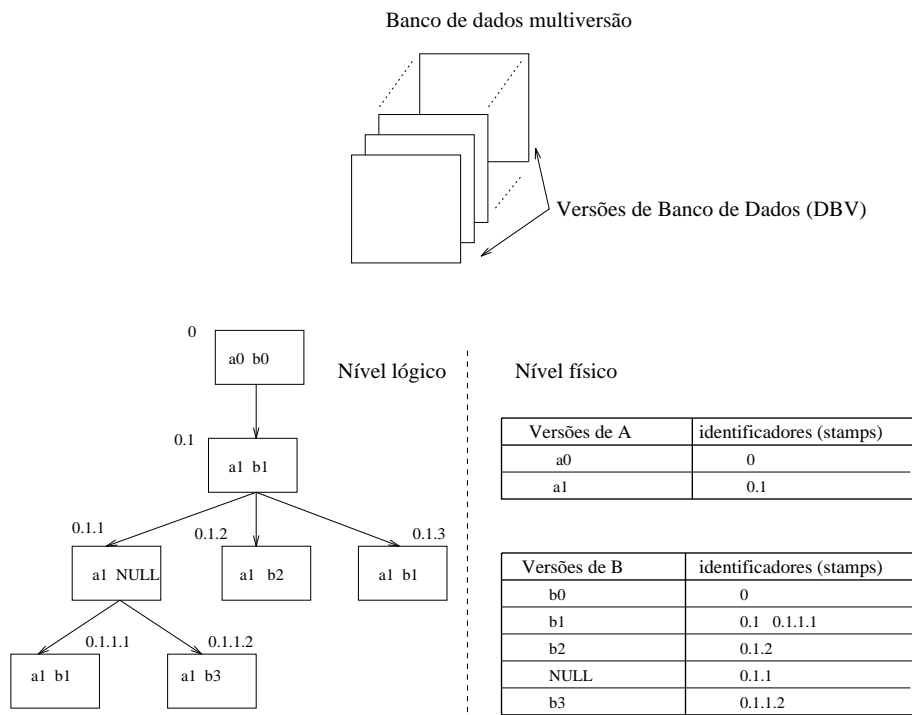 Banco de dados multiversão
Versões de Banco de Dados (DBV)
0
a0 b0
Nível lógico
Nível físico
0.1
a1 b1
Versões de A identificadores (stamps)
a0 0
a1 0.1
0.1.1
0.1.2
0.1.3
a1 NULL
a1 b2
a1 b1
0.1.1.1
0.1.1.2
a1 b1
a1 b3
Versões de B identificadores (stamps)
b0 0
b1 0.1 0.1.1.1
b2 0.1.2
NULL 0.1.1
b3 0.1.1.2